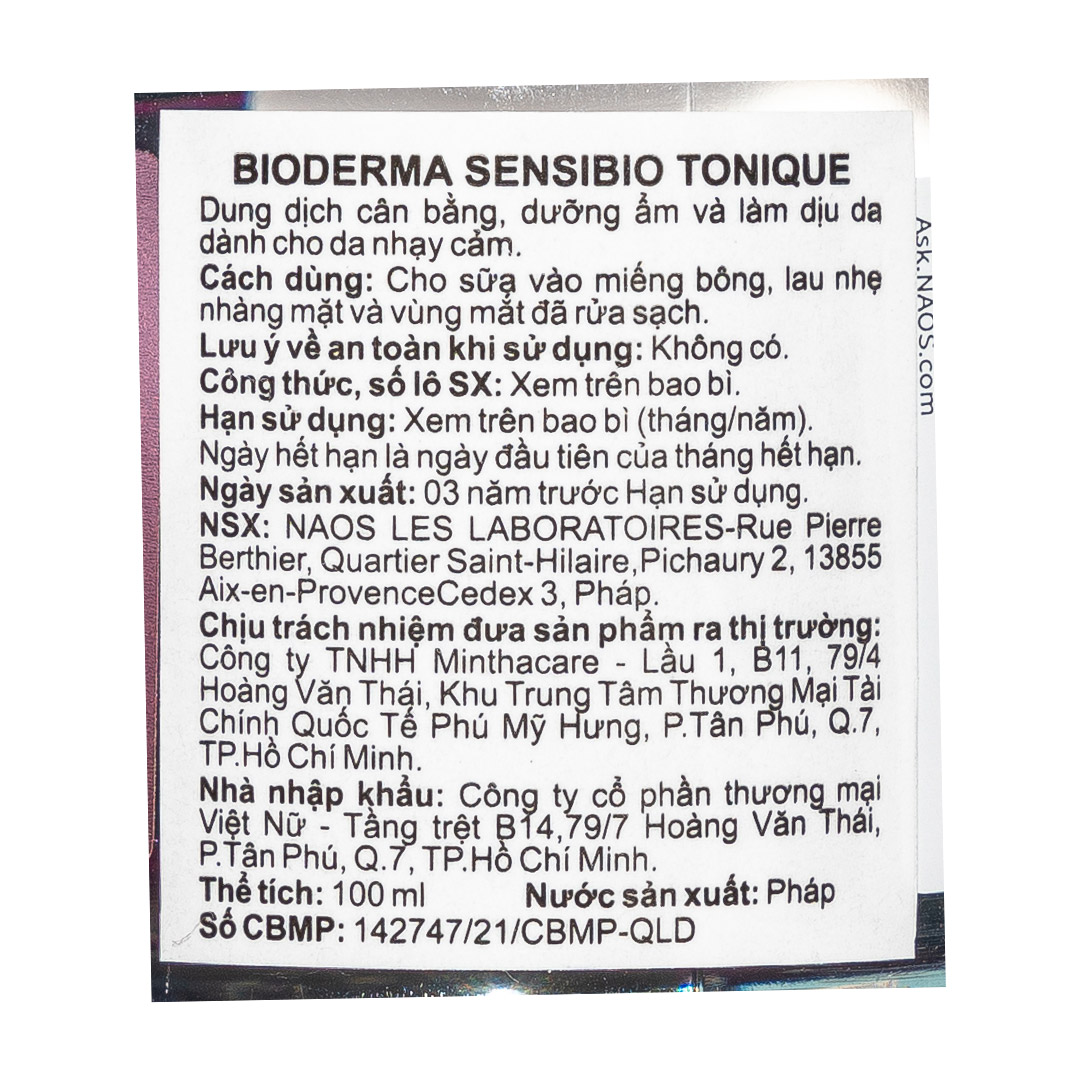 BIODERMA SENSIBIO TONIQUE
Dung dịch cân bằng, dưỡng ẩm và làm dịu da
dành cho da nhạy cảm.
Cách dùng: Cho sữa vào miếng bông, lau nhẹ
nhàng mặt và vùng mắt đã rửa sạch.
Lưu ý về an toàn khi sử dụng: Không có.
Công thức, số lô SX: Xem trên bao bì.
Hạn sử dụng: Xem trên bao bì (tháng/năm).
Ngày hết hạn là ngày đầu tiên của tháng hết hạn.
Ngày sản xuất: 03 năm trước Hạn sử dụng.
NSX: NAOS LES LABORATOIRES-Rue Pierre
Berthier, Quartier Saint-Hilaire,Pichaury 2, 13855
Aix-en-ProvenceCedex 3, Pháp.
Chịu trách nhiệm đưa sản phẩm ra thị trường:
Công ty TNHH Minthacare - Lầu 1, B11, 79/4
Hoàng Văn Thái, Khu Trung Tâm Thương Mại Tài
Chính Quốc Tế Phú Mỹ Hưng, P.Tân Phú, Q.7,
TP.Hồ Chí Minh.
Nhà nhập khẩu: Công ty cổ phần thương mại
Việt Nữ - Tầng trệt B14,79/7 Hoàng Văn Thái,
P.Tân Phú, Q.7, TP.Hồ Chí Minh.
Thể tích: 100 ml Nước sản xuất: Pháp
Số CBMP: 142747/21/CBMP-QLD
Ask.NAOS.com